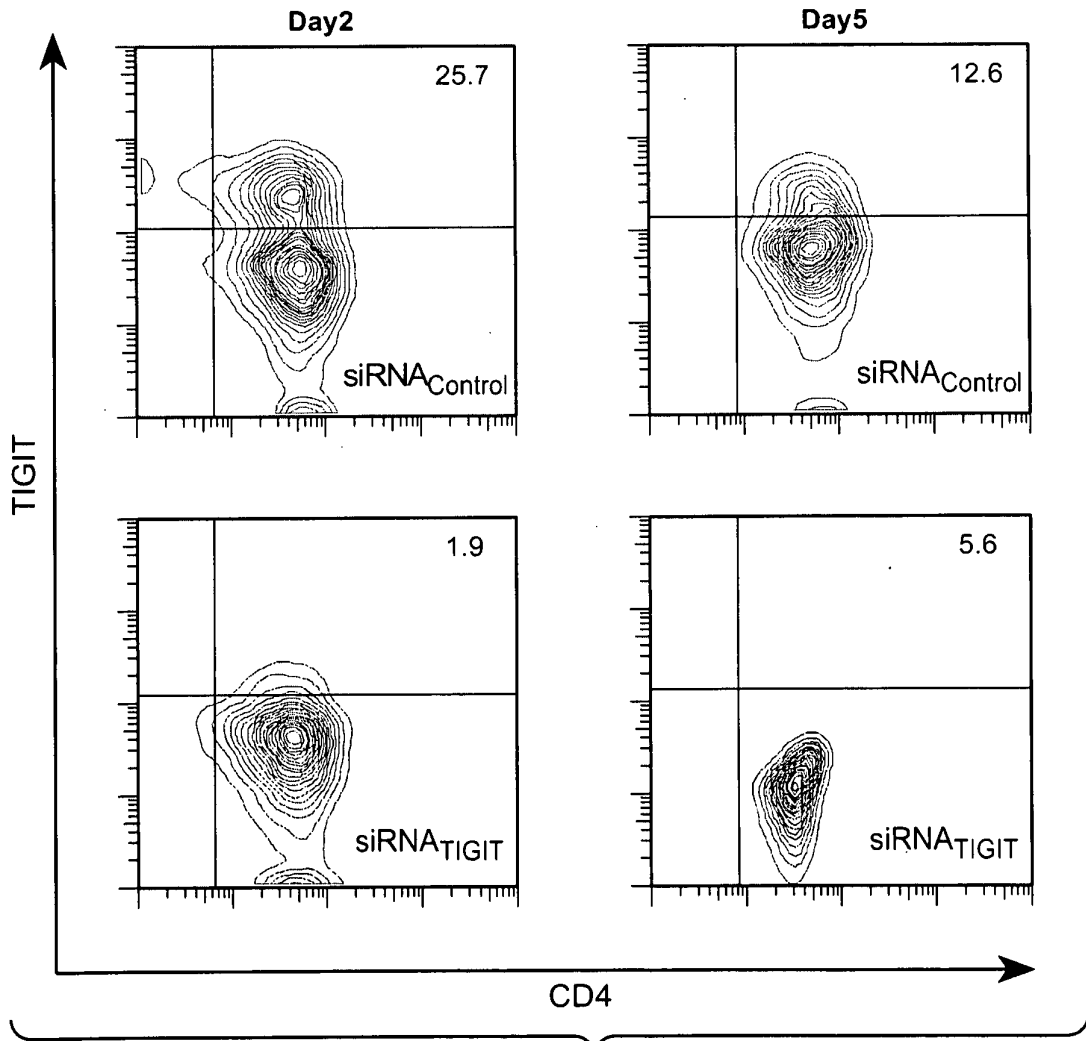 Day2
Day5
25.7
siRNAControl
12.6
siRNAControl
TIGIT
1.9
siRNATIGIT
5.6
siRNATIGIT
CD4